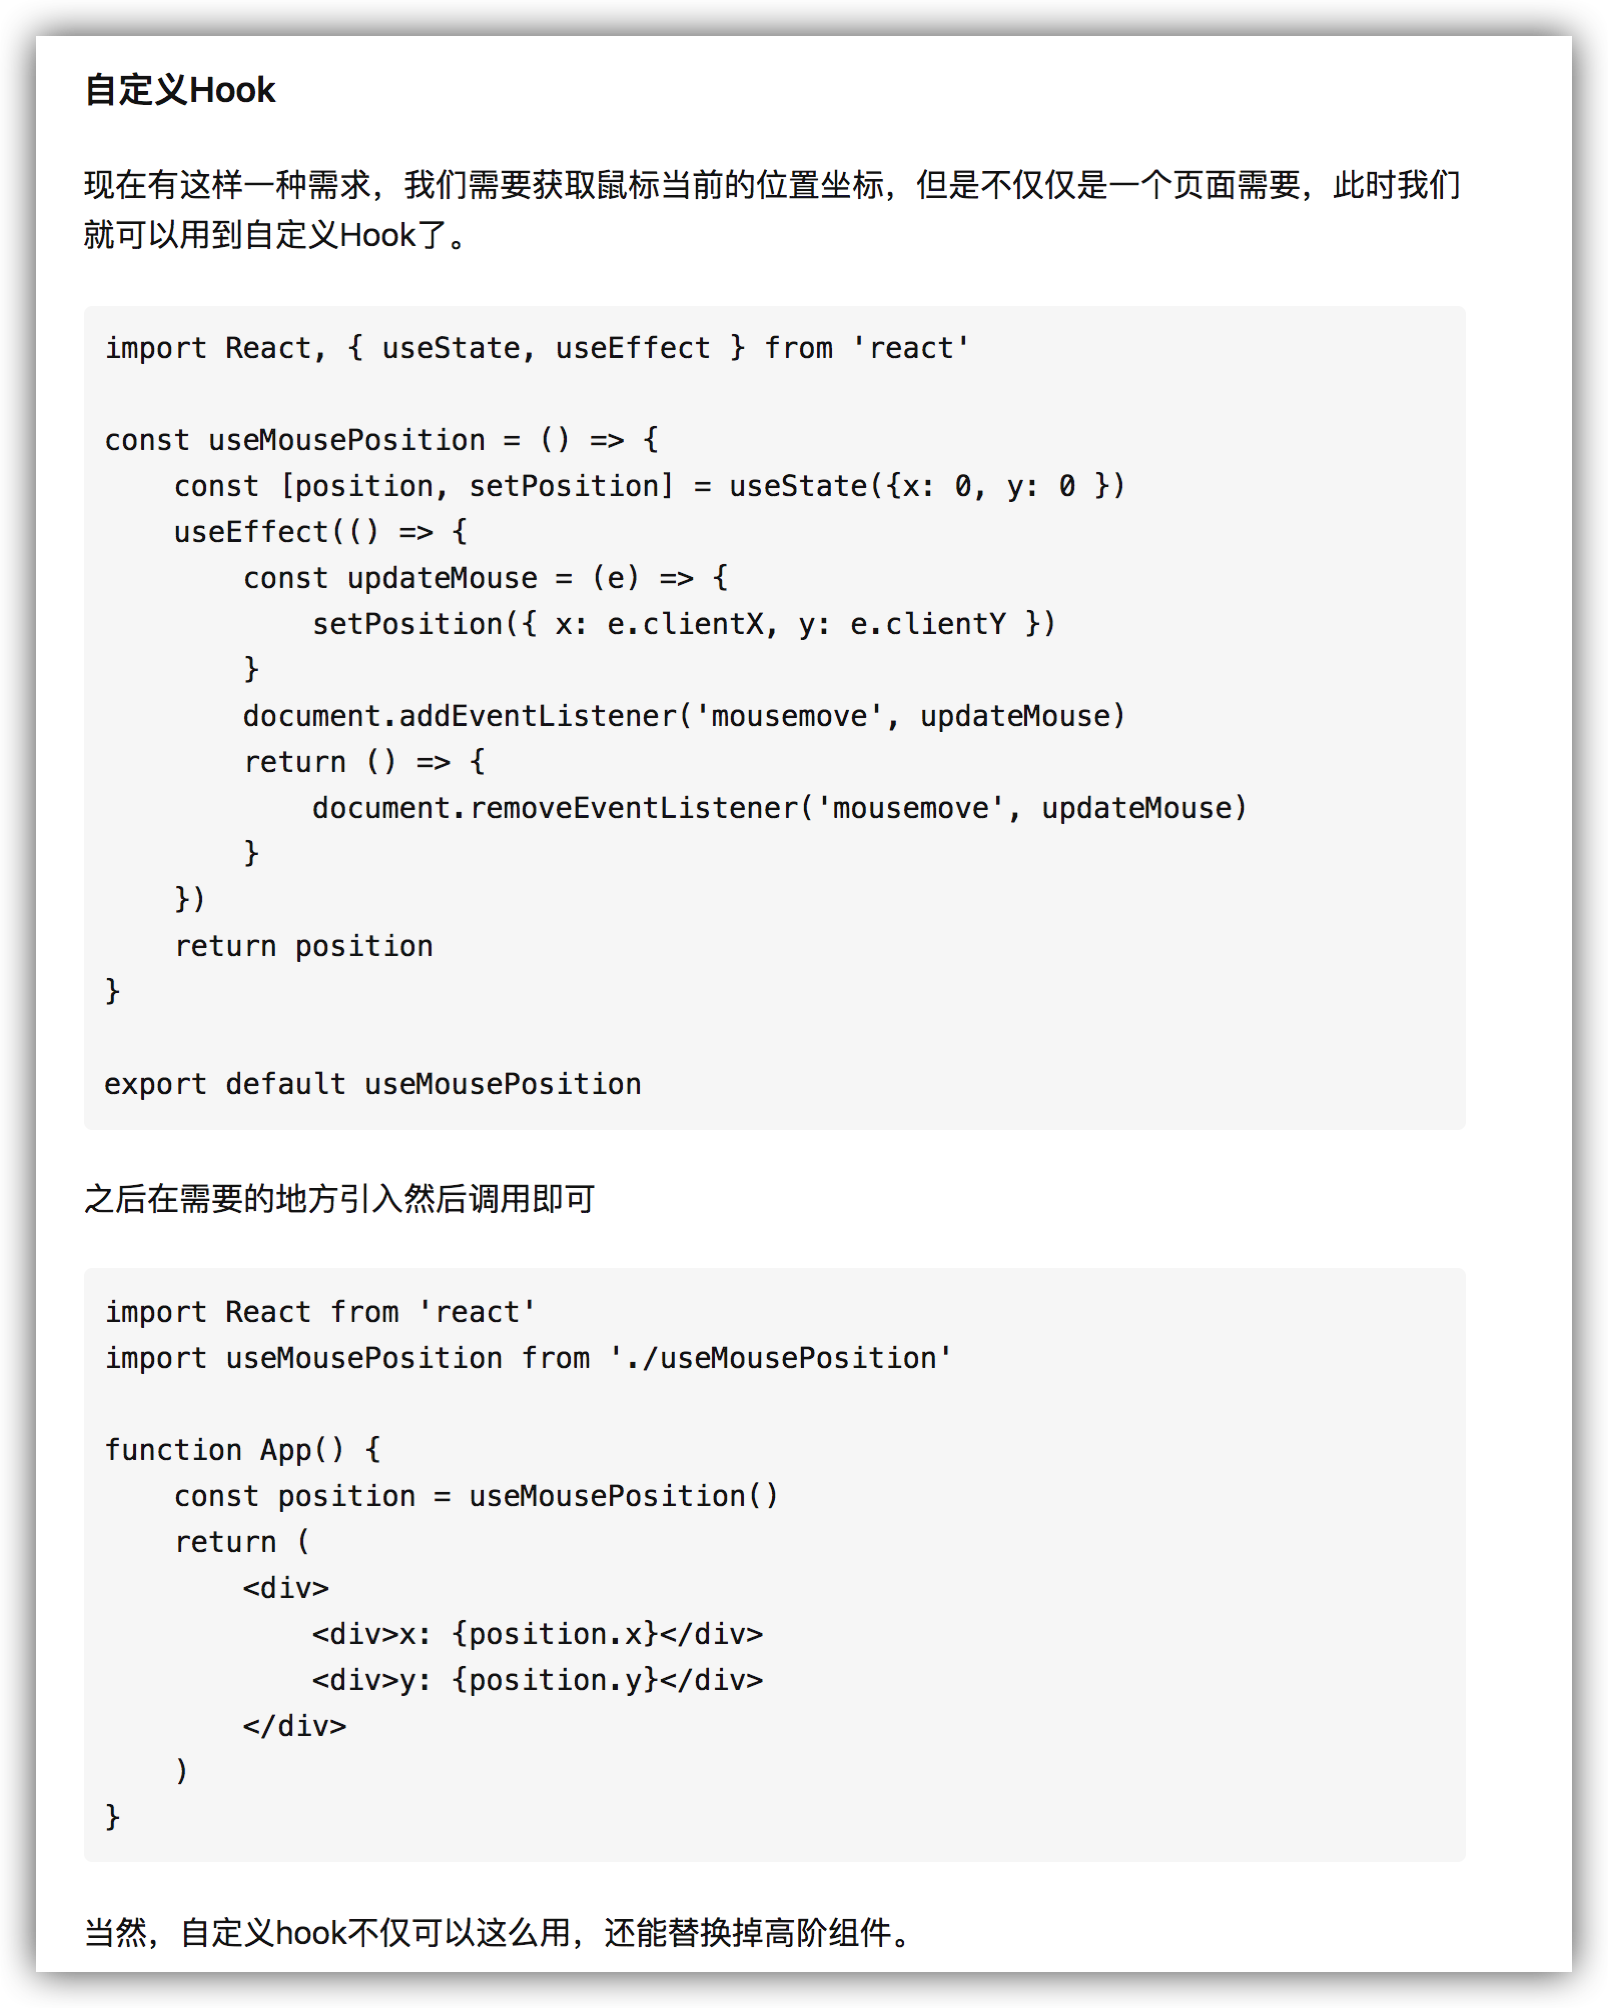 自定义Hook
现在有这样一种需求，我们需要获取鼠标当前的位置坐标，但是不仅仅是一个页面需要，此时我们
就可以用到自定义Hook了。
import React, { useState, useEffect } from 'react'
const useMousePosition = () => {
    const [position, setPosition] = useState({x: 0, y: 0 })
    useEffect(() => {
        const updateMouse = (e) => {
            setPosition({ x: e.clientX, y: e.clientY })
        }
        document.addEventListener('mousemove', updateMouse)
        return () => {
            document.removeEventListener('mousemove', updateMouse)
        }
    })
    return position
}
export default useMousePosition
之后在需要的地方引入然后调用即可
import React from 'react'
import useMousePosition from './useMousePosition'
function App() {
    const position = useMousePosition()
    return (
        <div>
            <div>x: {position.x}</div>
            <div>y: {position.y}</div>
        </div>
    )
}
当然，自定义hook不仅可以这么用，还能替换掉高阶组件。